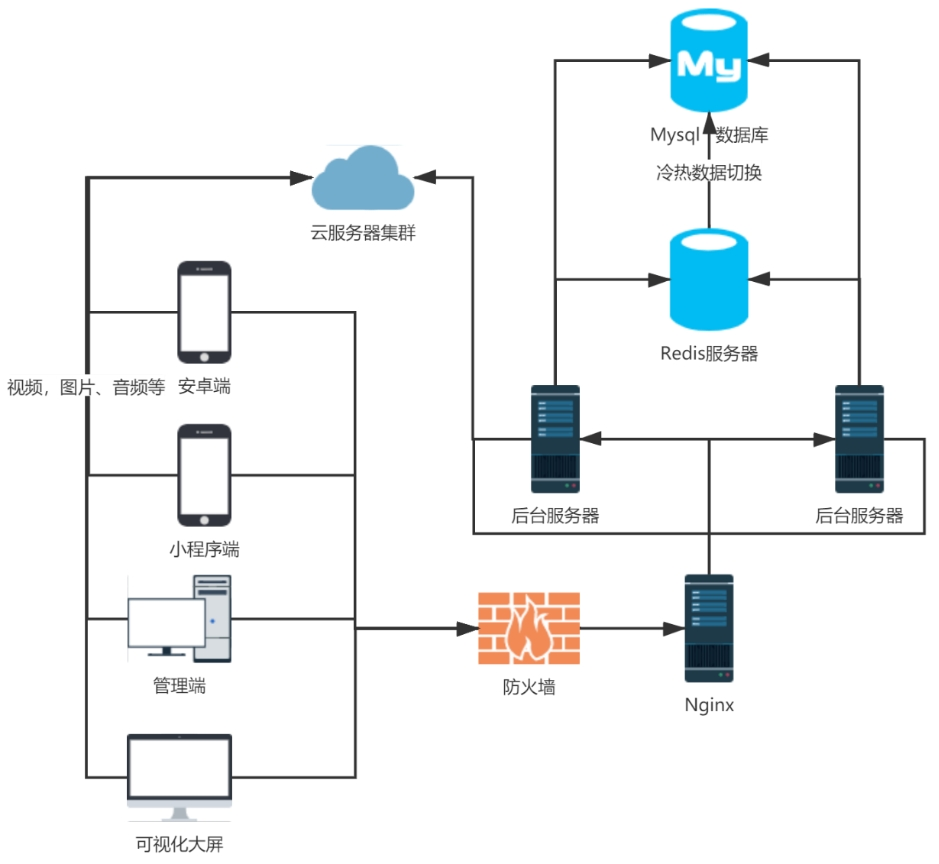 My
Mysql 数据库
冷热数据切换
云服务器集群
Redis服务器
视频，图片、音频等
安卓端
后台服务器
后台服务器
小程序端
管理端
防火墙
Nginx
可视化大屏